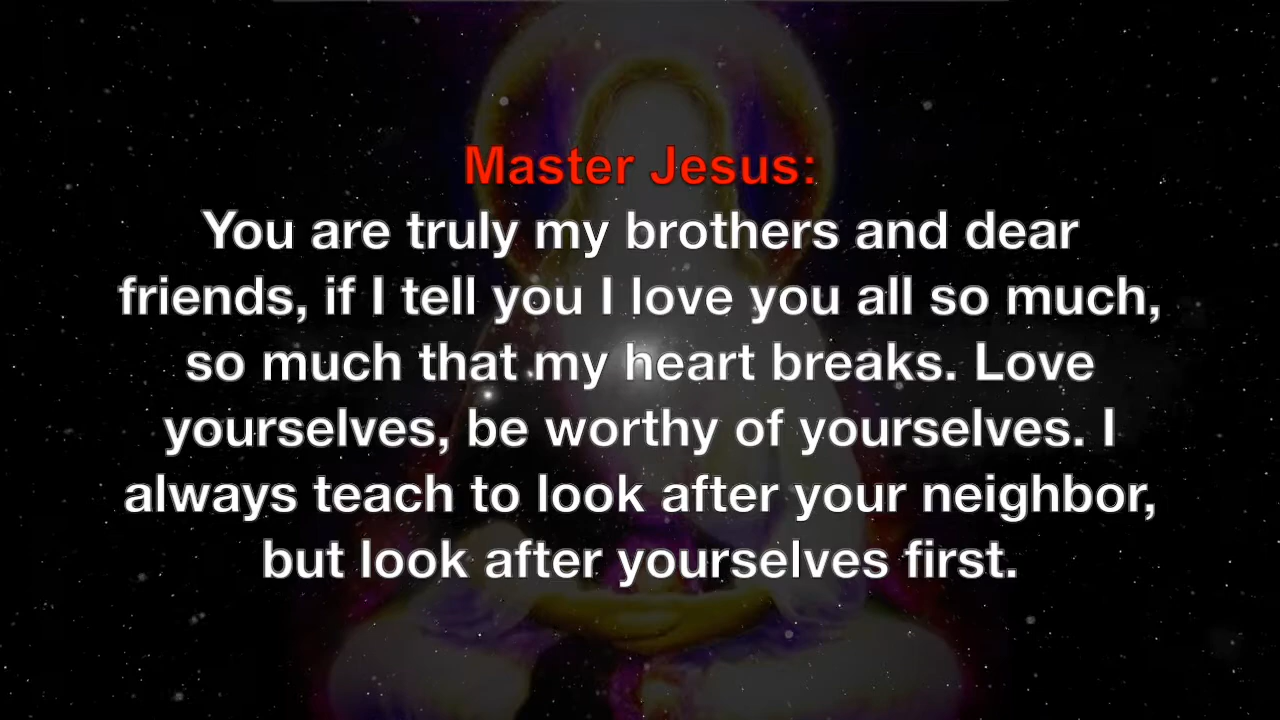 Master Jesus:
You are truly my brothers and dear
friends, if I tell you I love you all so much,
so much that my heart breaks. Love
yourselves, be worthy of yourselves. I
always teach to look after your neighbor,
but look after yourselves first.